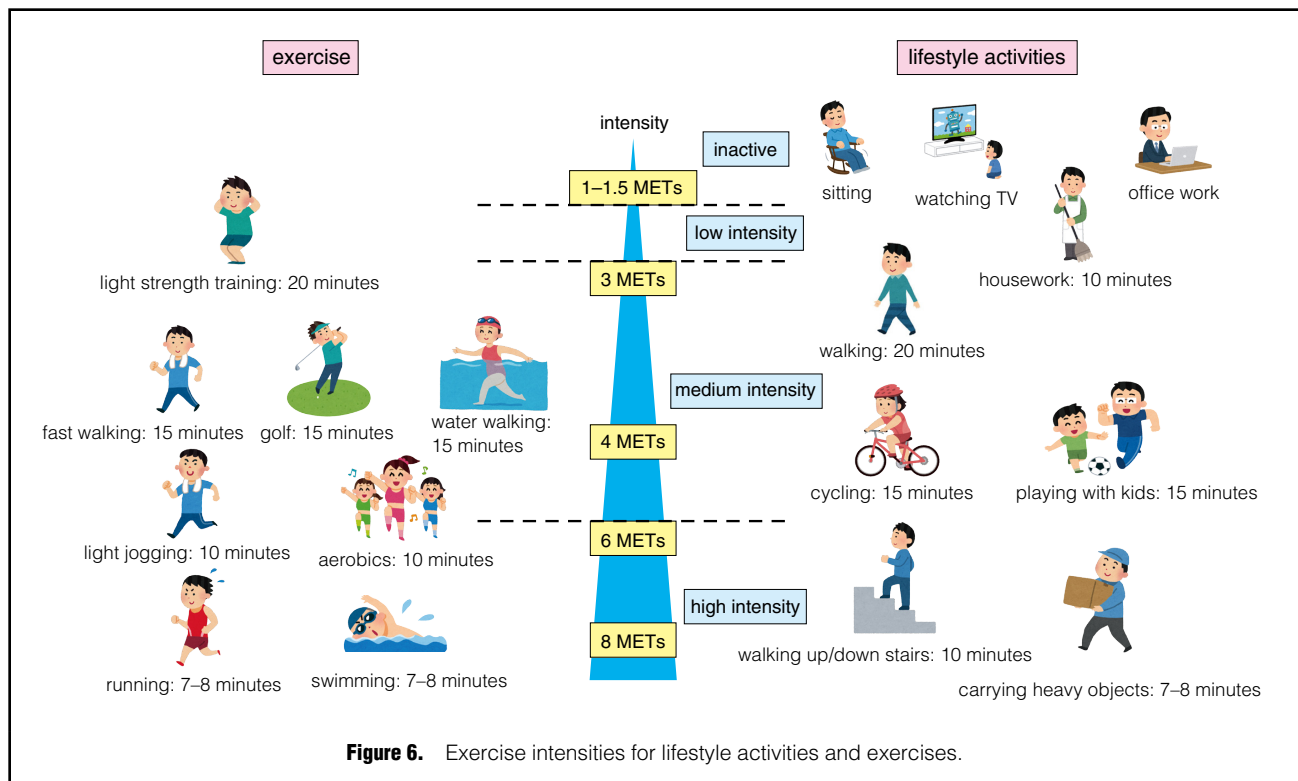 exercise
lifestyle activities
intensity
inactive
1–1.5 METs
sitting
watching TV
office work
low intensity
light strength training: 20 minutes
3 METs
housework: 10 minutes
walking: 20 minutes
medium intensity
fast walking: 15 minutes
golf: 15 minutes
water walking:
15 minutes
4 METs
cycling: 15 minutes
playing with kids: 15 minutes
light jogging: 10 minutes
aerobics: 10 minutes
6 METs
high intensity
8 METs
running: 7–8 minutes
swimming: 7–8 minutes
walking up/down stairs: 10 minutes
carrying heavy objects: 7–8 minutes
Figure 6. Exercise intensities for lifestyle activities and exercises.